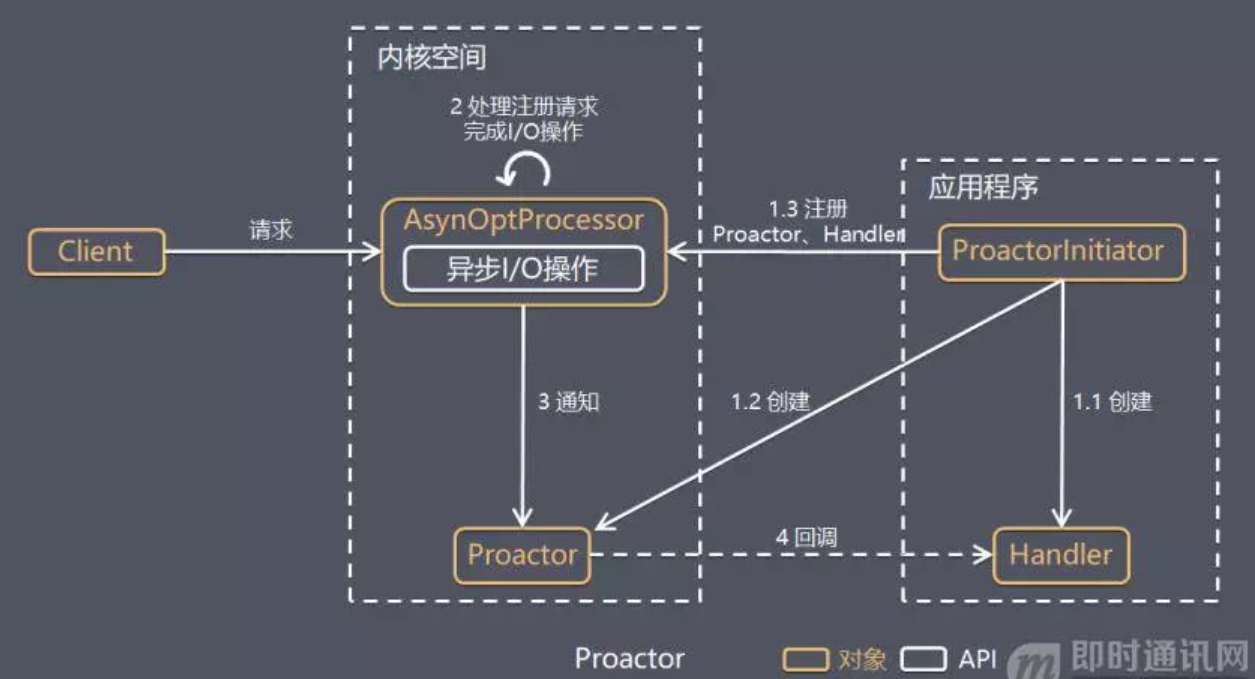 内核空间
2 处理注册请求
完成I/O操作
应用程序
Client
请求
AsynOptProcessor
异步I/O操作
1.3 注册
Proactor、Handler
ProactorInitiator
3 通知
1.2 创建
1.1 创建
Proactor
4 回调
Handler
Proactor
对象
API
即时通讯网